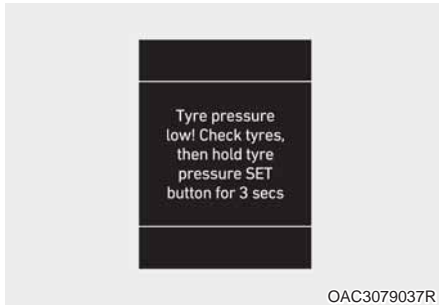 Tyre pressure
low! Check tyres,
then hold tyre
pressure SET
button for 3 secs
OAC3079037R